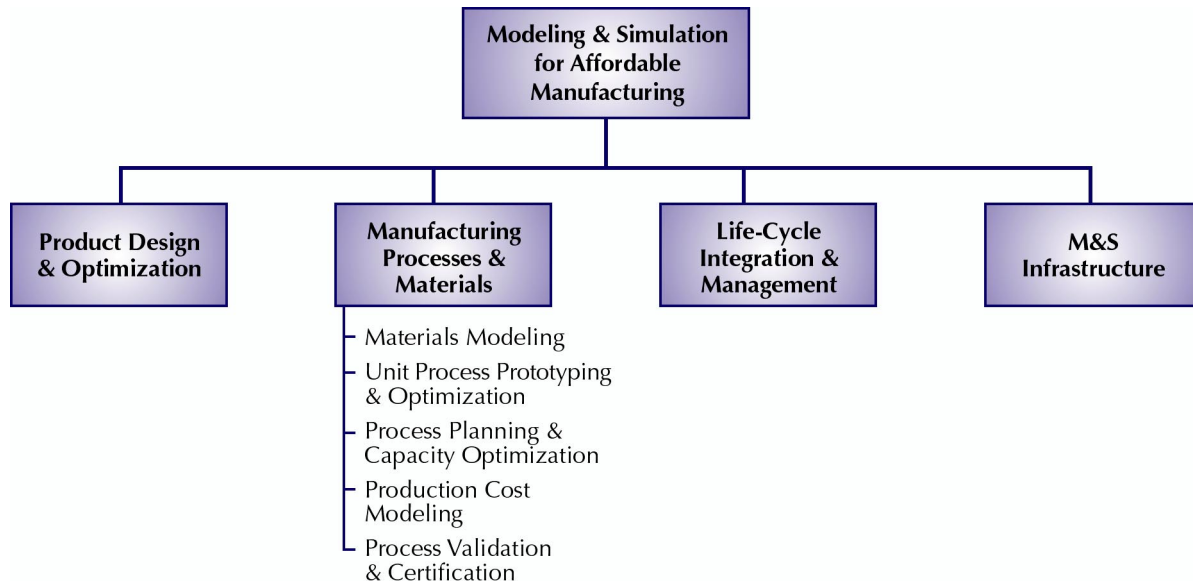 Modeling & Simulation
for Affordable
Manufacturing
Product Design
& Optimization
Manufacturing
Processes &
Materials
Life-Cycle
Integration &
Management
M&S
Infrastructure
Materials Modeling
Unit Process Prototyping
& Optimization
Process Planning &
Capacity Optimization
Production Cost
Modeling
Process Validation
& Certification